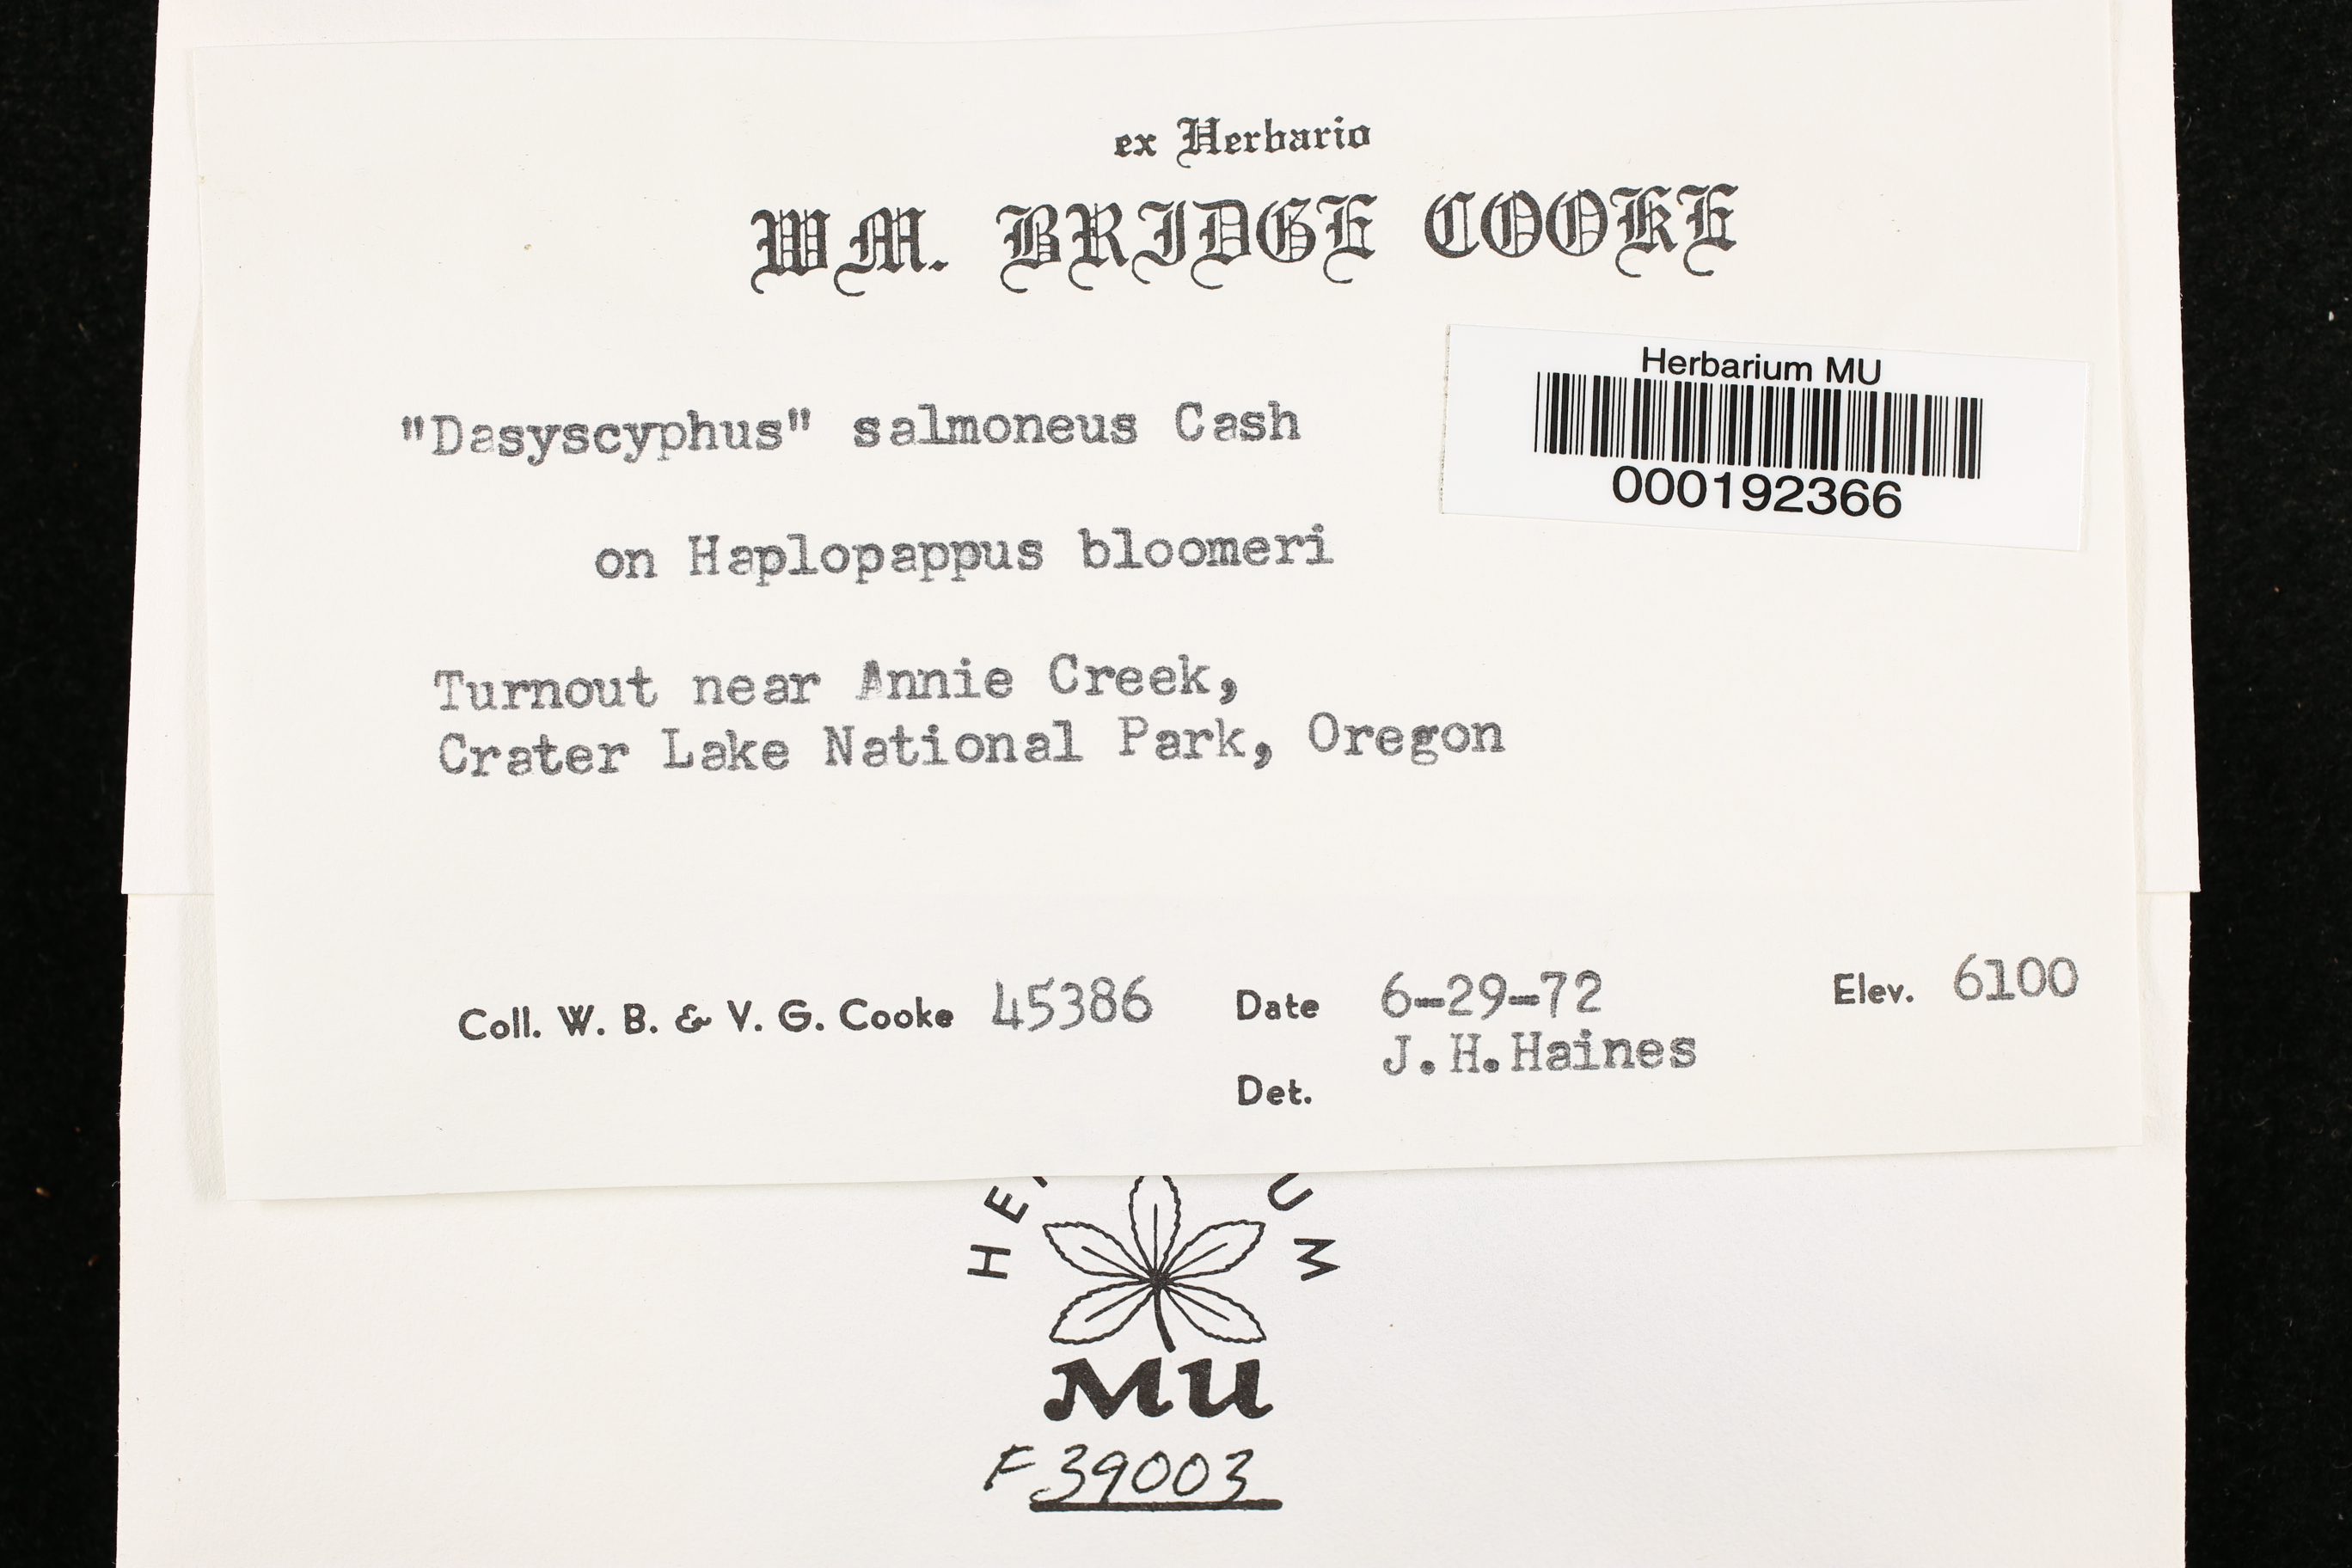 ex Herbario
WM. BRIDGE COOKE
Herbarium MU
000192366
"Dasyscyphus" salmoneus Cash
on Haplopappus bloomeri
Turnout near Annie Creek,
Crater Lake National Park, Oregon
Coll. W. B. & V. G. Cooke 45386 Date 6-29-72 Elev. 6100
Det. J.H.Haines
MU
F 39003